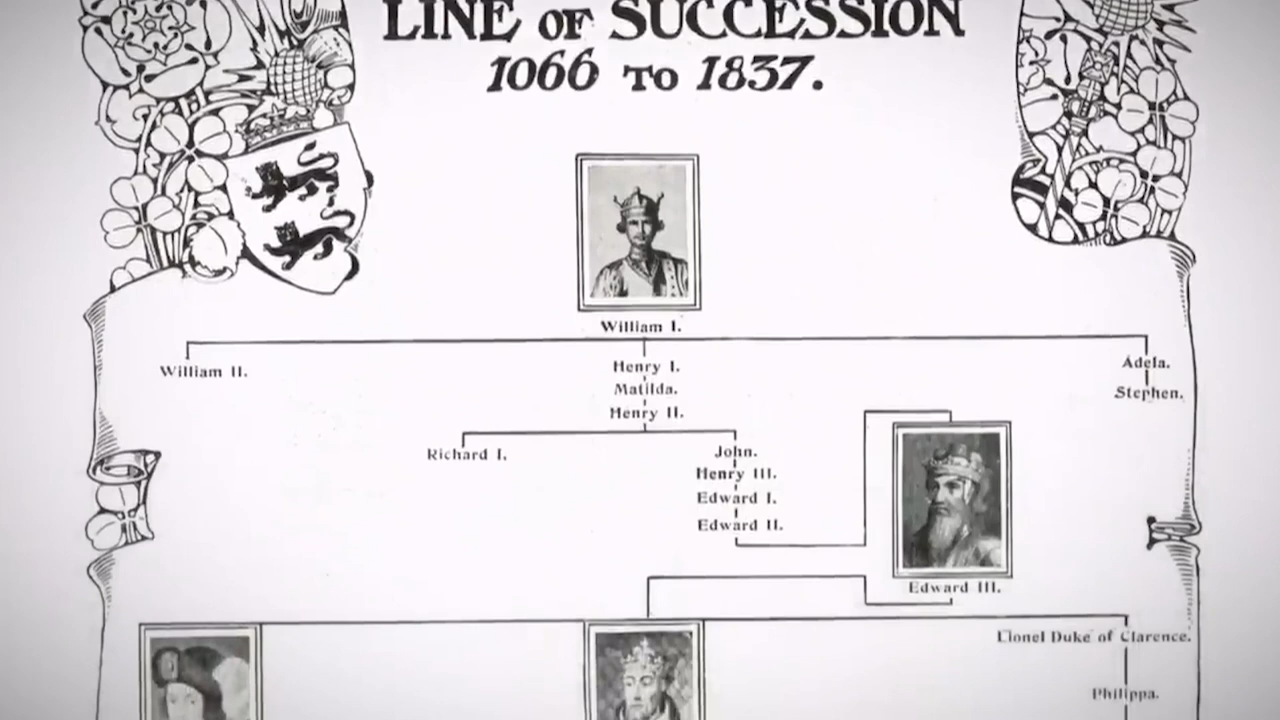 LINE OF SUCCESSION
1066 TO 1837.
William I.
William II.
Henry I.
Adela.
Matilda.
Stephen.
Henry II.
Richard I.
John.
Henry III.
Edward I.
Edward II.
Edward III.
Lionel Duke of Clarence.
Philippa.